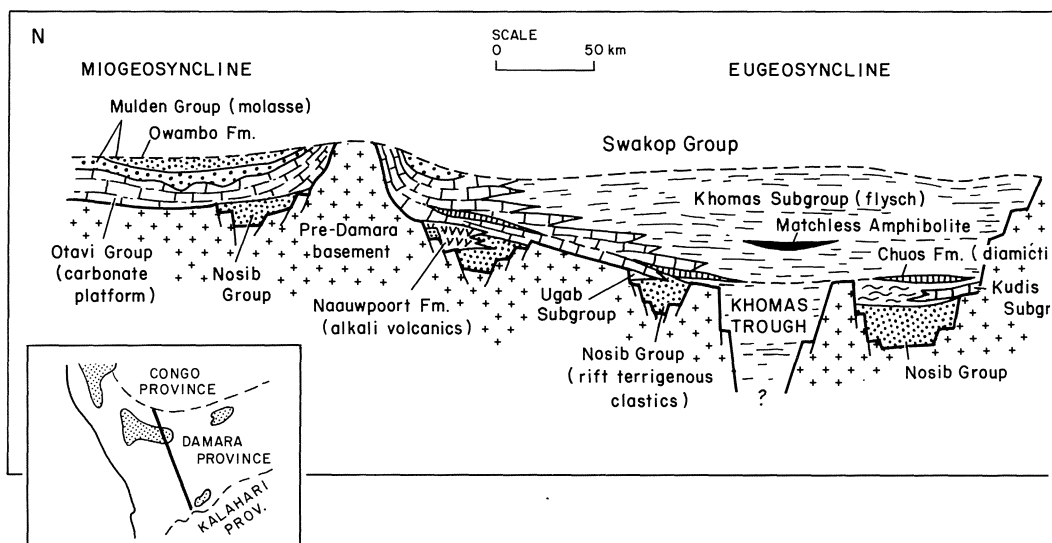 N
SCALE
0 50 km
MIOGEOSYNCLINE
EUGEOSYNCLINE
Mulden Group (molasse)
Owambo Fm.
Swakop Group
Khomas Subgroup (flysch)
Matchless Amphibolite
Chuos Fm. (diamicti
Kudis
Subgr
Otavi Group
(carbonate
platform)
Nosib
Group
Pre-Damara
basement
Naauwpoort Fm.
(alkali volcanics)
Ugab
Subgroup
KHOMAS
TROUGH
Nosib Group
(rift terrigenous
clastics)
?
Nosib Group
CONGO
PROVINCE
DAMARA
PROVINCE
KALAHARI
PROV.